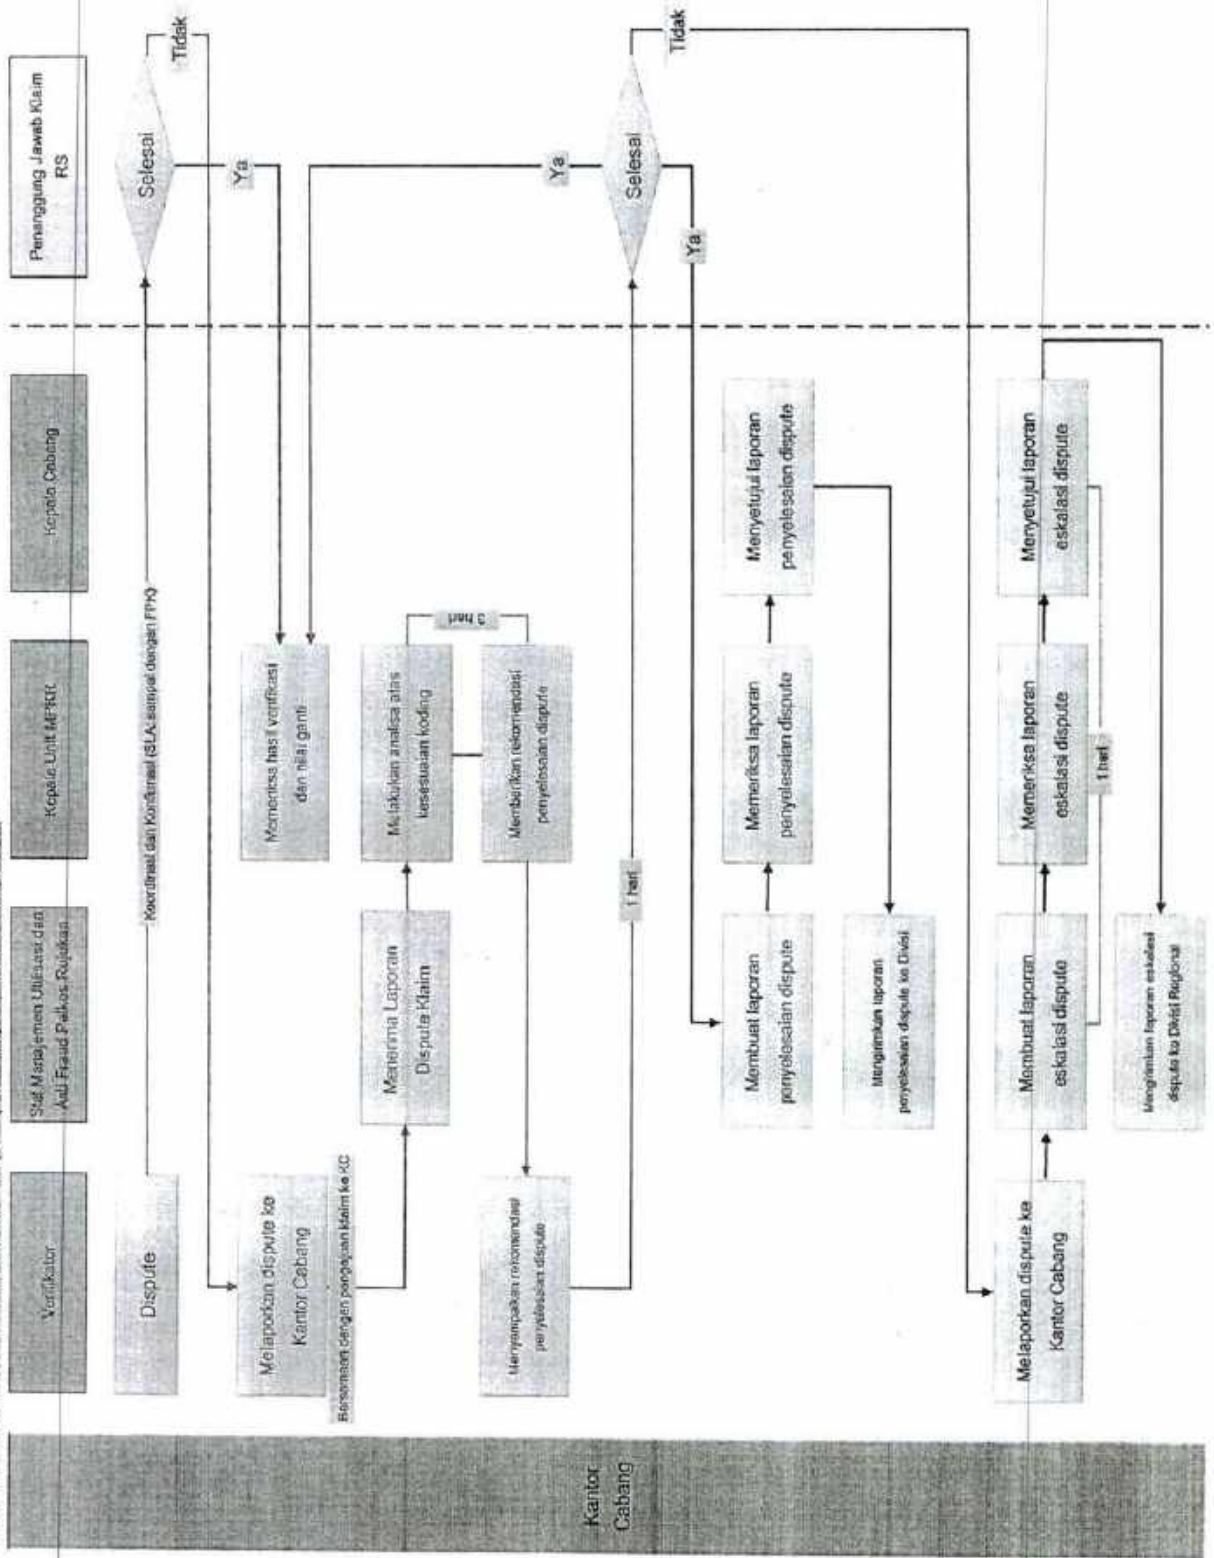 Kantor
Cabang
Verifikator
Staf Manajemen Utilisasi dan
Anti Fraud Faskes Rujukan
Kepala Unit MPKR
Kepala Cabang
Penanggung Jawab Klaim
RS
Dispute
Koordinasi dan Konfirmasi (SLA: sampai dengan FPK)
Selesai
Tidak
Ya
Melaporkan dispute ke
Kantor Cabang
Bersamaan dengan pengajuan klaim ke KC
Memeriksa hasil verifikasi
dan nilai ganti
Menerima Laporan
Dispute Klaim
Melakukan analisa atas
kesesuaian koding
3 hari
Memberikan rekomendasi
penyelesaian dispute
Menyampaikan rekomendasi
penyelesaian dispute
1 hari
Ya
Selesai
Tidak
Ya
Membuat laporan
penyelesaian dispute
Memeriksa laporan
penyelesaian dispute
Menyetujui laporan
penyelesaian dispute
Mengirimkan laporan
penyelesaian dispute ke Divisi
Melaporkan dispute ke
Kantor Cabang
Membuat laporan
eskalasi dispute
Memeriksa laporan
eskalasi dispute
Menyetujui laporan
eskalasi dispute
1 hari
Mengirimkan laporan eskalasi
dispute ke Divisi Regional